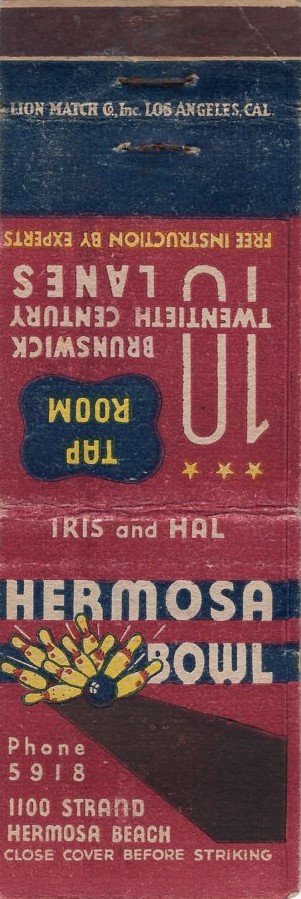 LION MATCH Co, Inc. LOS ANGELES, CAL
TAP
ROOM
10
BRUNSWICK
TWENTIETH CENTURY
LANES
FREE INSTRUCTION BY EXPERTS
IRIS and HAL
HERMOSA
BOWL
Phone
5918
1100 STRAND
HERMOSA BEACH
CLOSE COVER BEFORE STRIKING